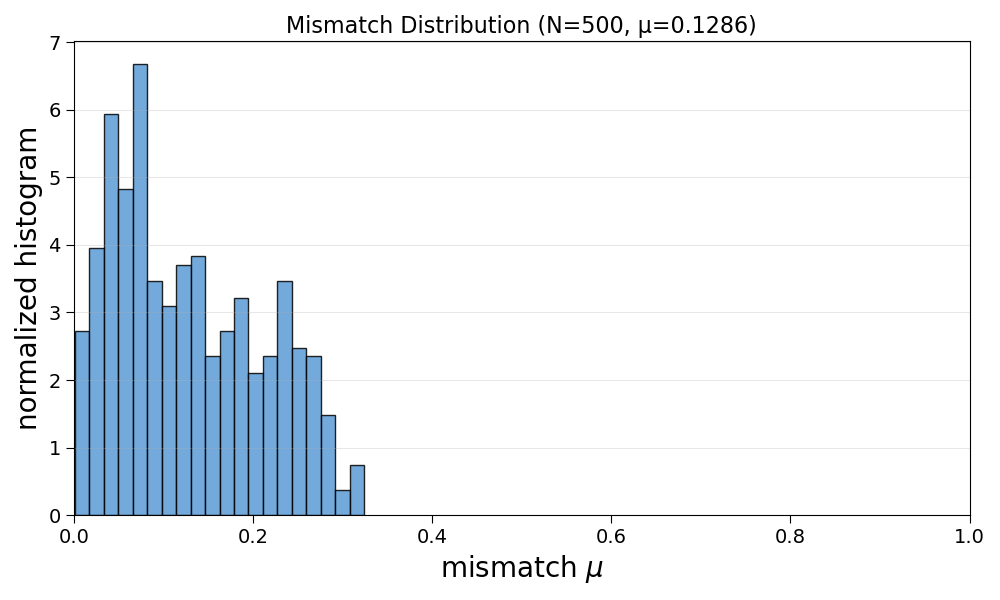 Mismatch Distribution (N=500, μ=0.1286)
normalized histogram
7
6
5
4
3
2
1
0
0.0 0.2 0.4 0.6 0.8 1.0
mismatch μ